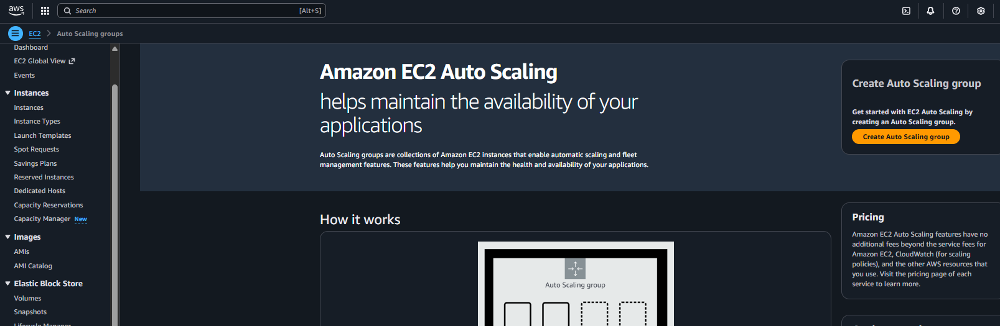 aws
Search
[Alt+S]
EC2
Auto Scaling groups
Dashboard
EC2 Global View
Events
Instances
Instances
Instance Types
Launch Templates
Spot Requests
Savings Plans
Reserved Instances
Dedicated Hosts
Capacity Reservations
Capacity Manager New
Images
AMIs
AMI Catalog
Elastic Block Store
Volumes
Snapshots
Lifecycle Manager
Amazon EC2 Auto Scaling
helps maintain the availability of your
applications
Auto Scaling groups are collections of Amazon EC2 instances that enable automatic scaling and fleet
management features. These features help you maintain the health and availability of your applications.
How it works
Auto Scaling group
Create Auto Scaling group
Get started with EC2 Auto Scaling by
creating an Auto Scaling group.
Create Auto Scaling group
Pricing
Amazon EC2 Auto Scaling features have no
additional fees beyond the service fees for
Amazon EC2, CloudWatch (for scaling
policies), and the other AWS resources that
you use. Visit the pricing page of each
service to learn more.